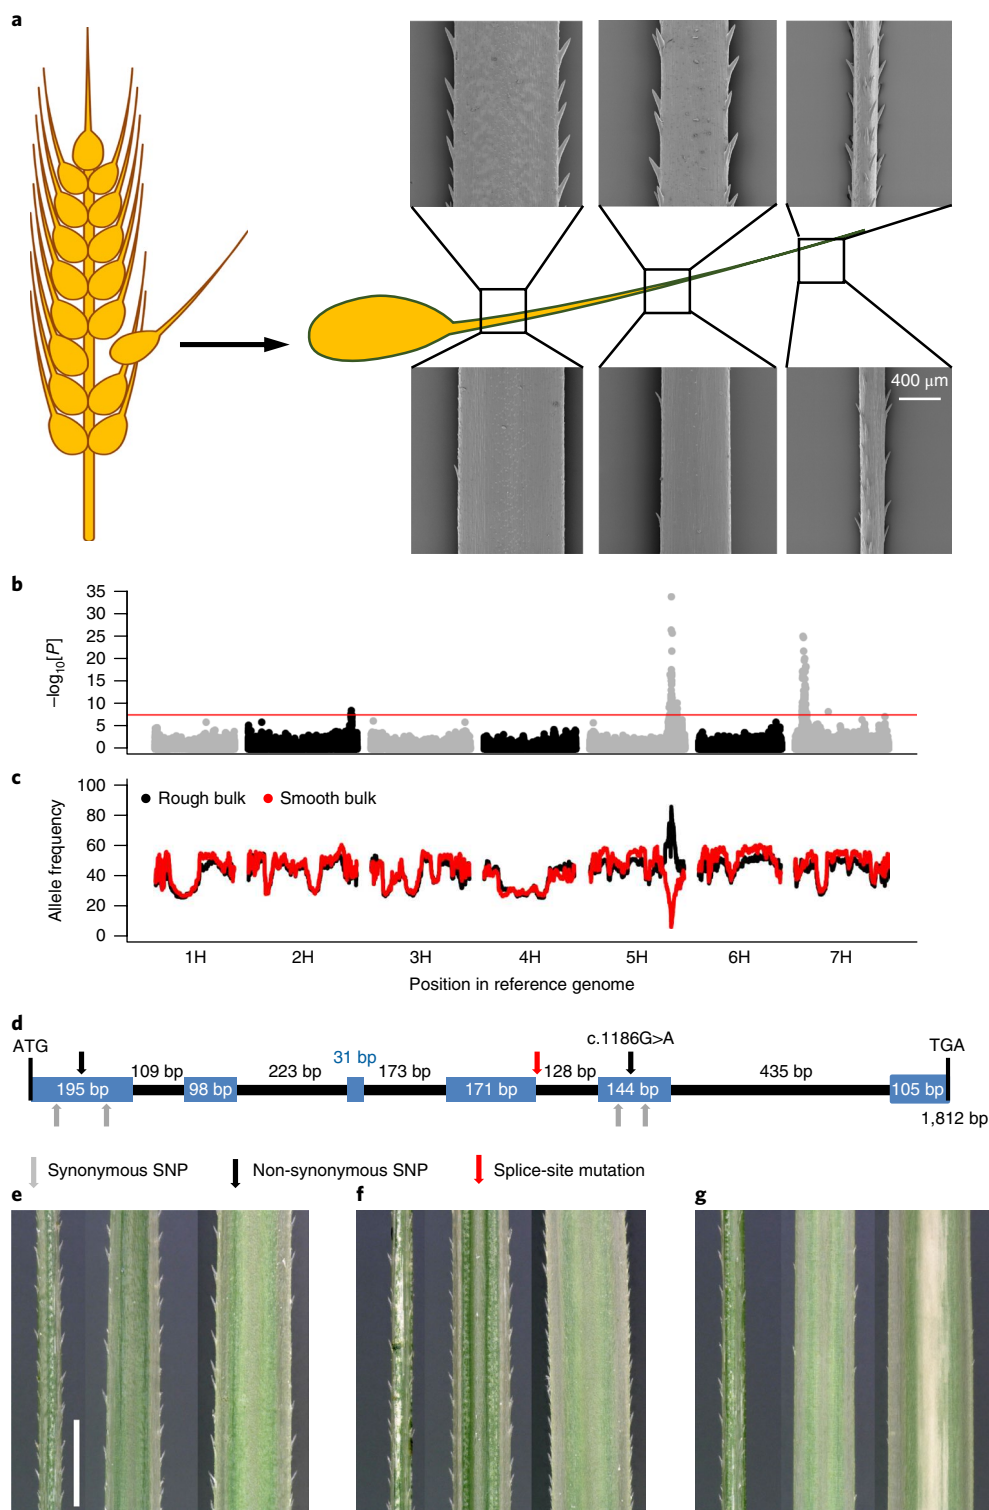 a
400 μm
b
35
30
25
20
15
10
5
0
−log10[P]
c
100
80
60
40
20
0
Allele frequency
Rough bulk
Smooth bulk
1H 2H 3H 4H 5H 6H 7H
Position in reference genome
d
ATG
c.1186G>A
TGA
31 bp
109 bp 223 bp 173 bp 128 bp 435 bp
195 bp 98 bp 171 bp 144 bp 105 bp
1,812 bp
Synonymous SNP Non-synonymous SNP Splice-site mutation
e f g